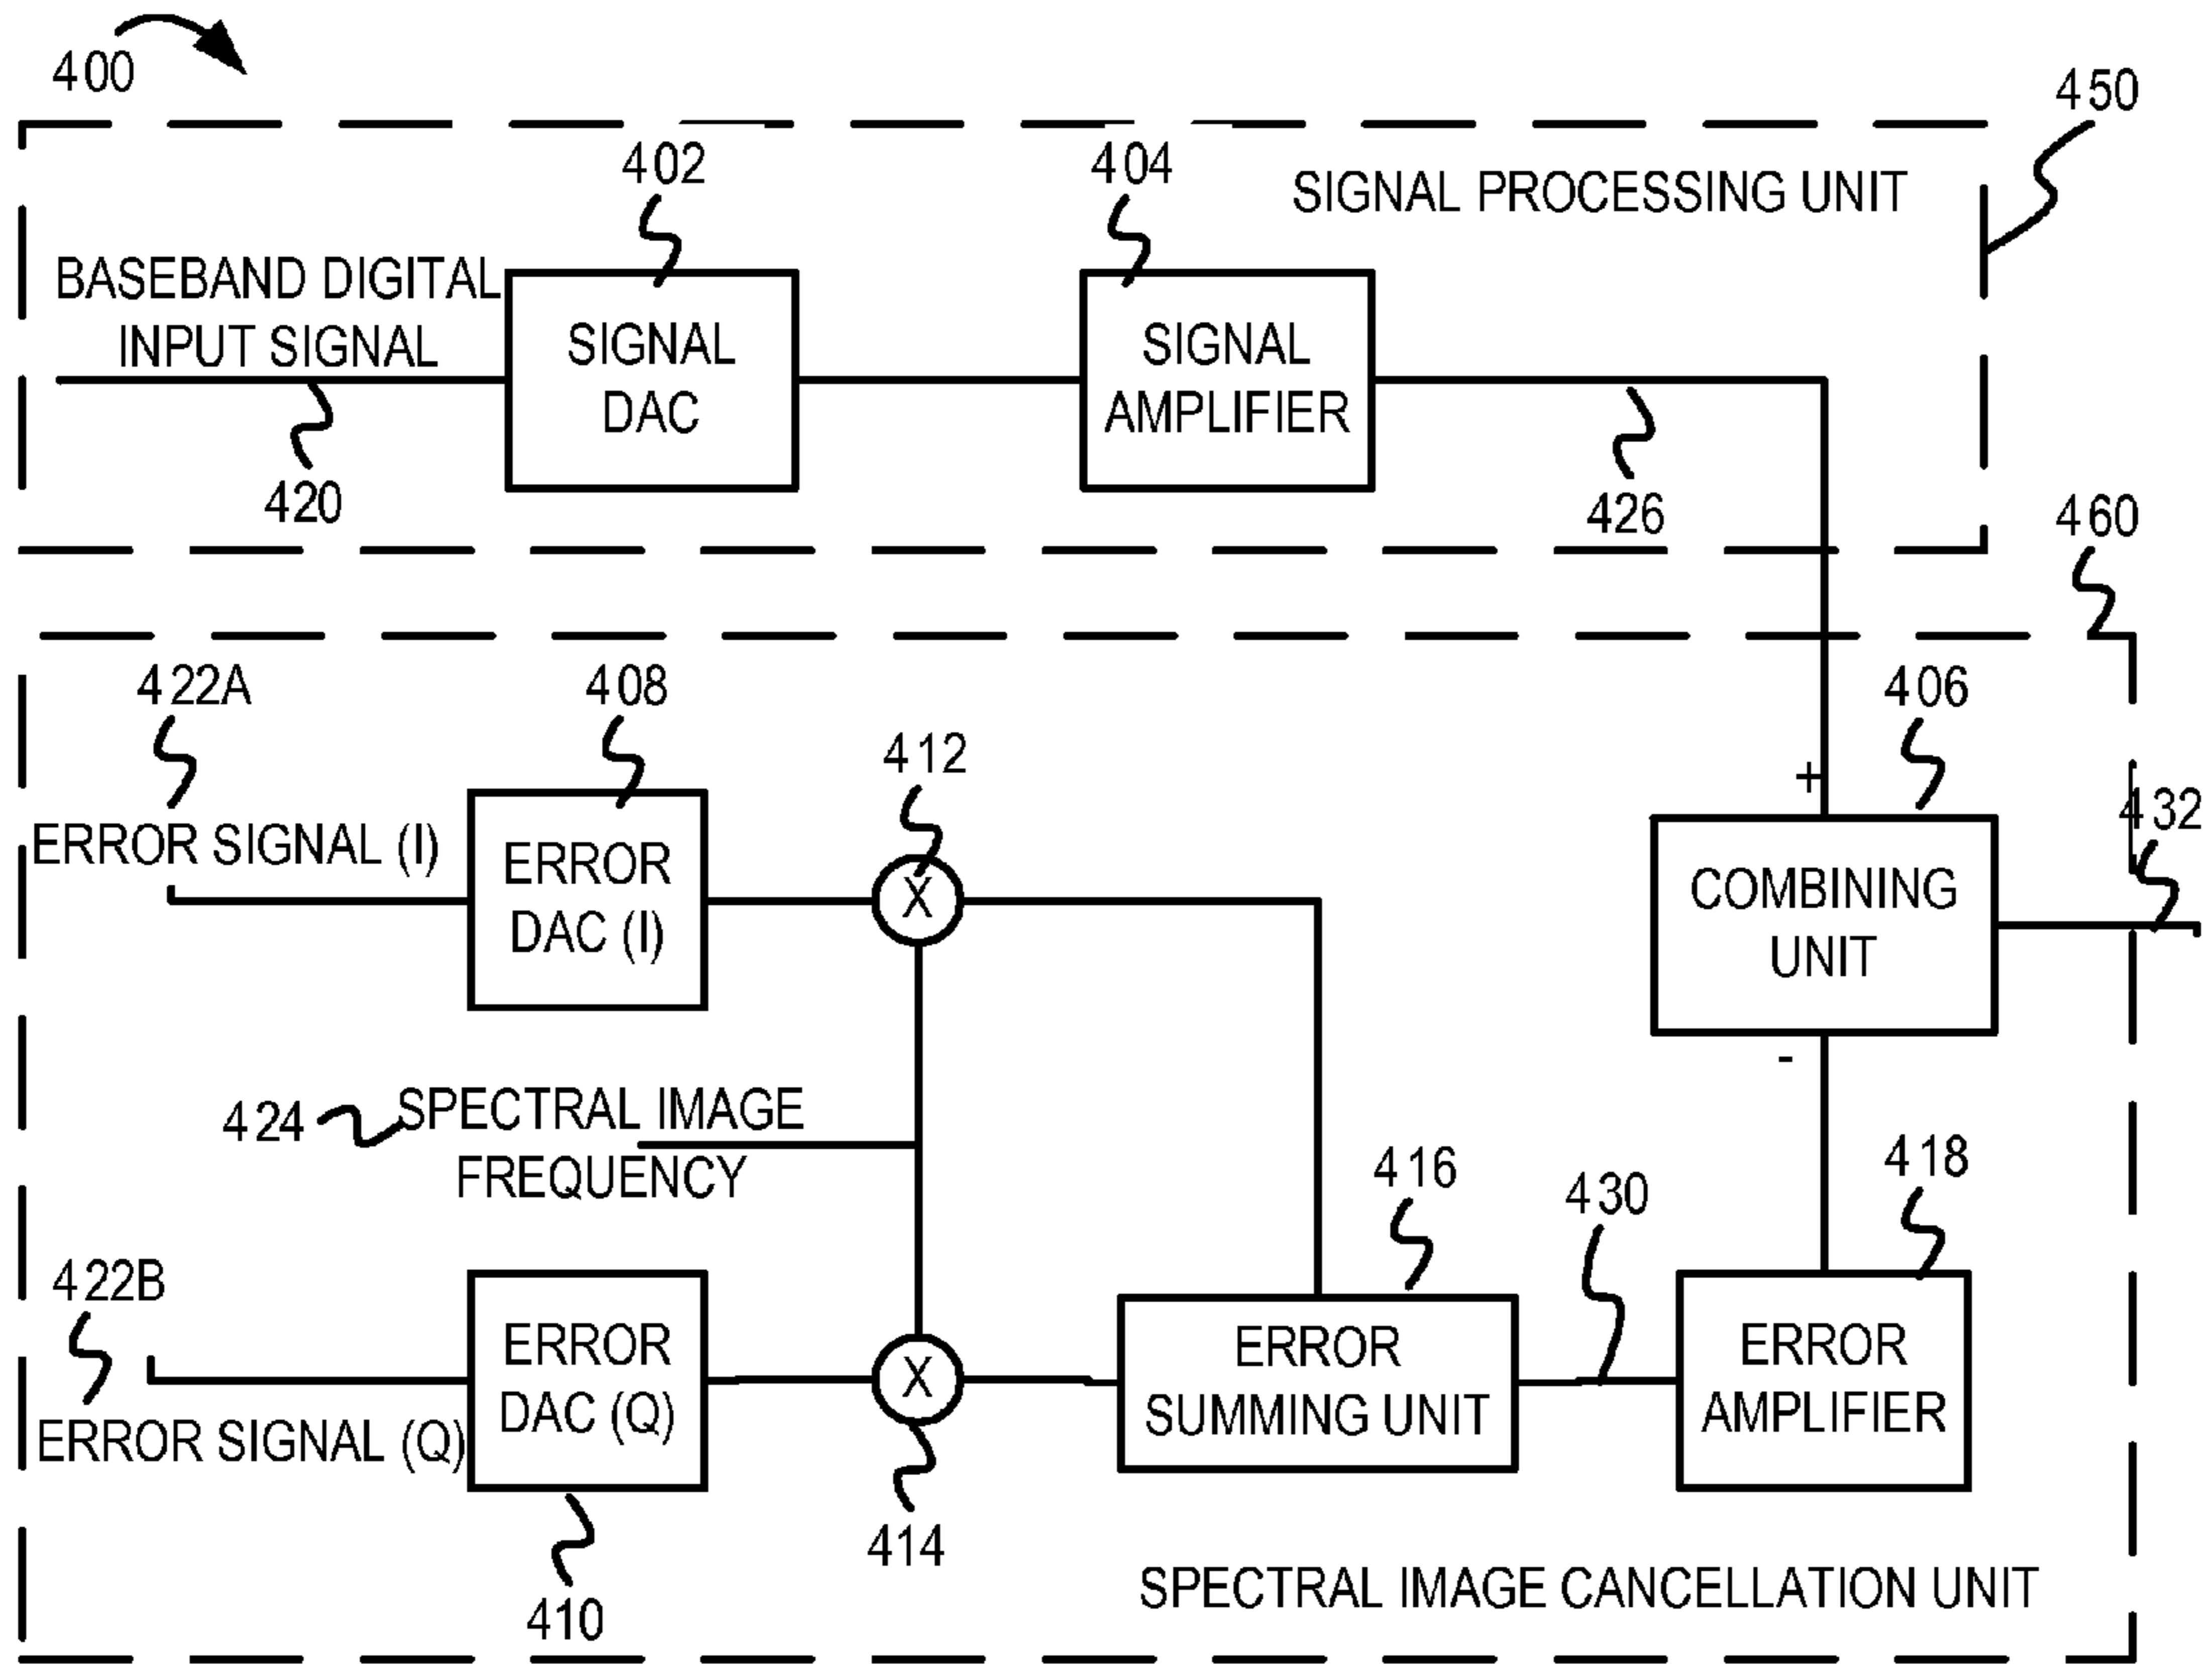 400
450
402
404
SIGNAL PROCESSING UNIT
BASEBAND DIGITAL
INPUT SIGNAL
SIGNAL
DAC
SIGNAL
AMPLIFIER
420
426
460
422A
408
406
412
+
432
ERROR SIGNAL (I)
ERROR
DAC (I)
X
COMBINING
UNIT
-
424
SPECTRAL IMAGE
FREQUENCY
416
430
418
422B
ERROR
DAC (Q)
X
ERROR
SUMMING UNIT
ERROR
AMPLIFIER
ERROR SIGNAL (Q)
414
410
SPECTRAL IMAGE CANCELLATION UNIT